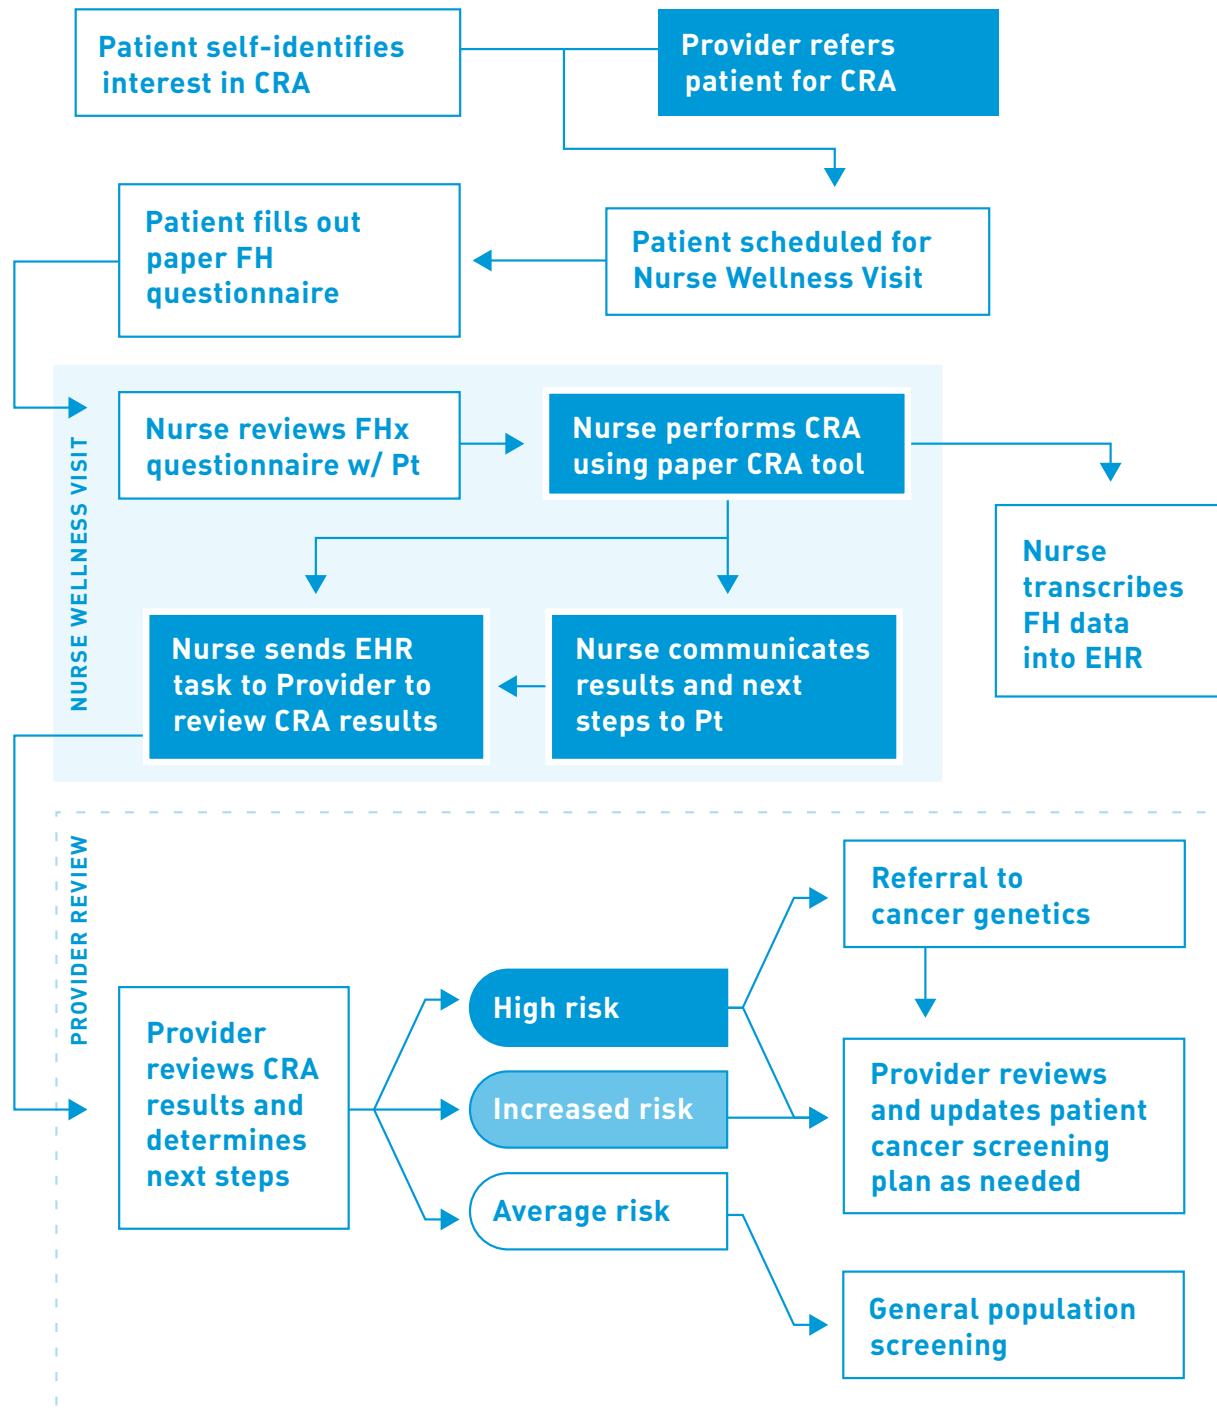 Patient self-identifies
interest in CRA
Provider refers
patient for CRA
Patient fills out
paper FH
questionnaire
Patient scheduled for
Nurse Wellness Visit
NURSE WELLNESS VISIT
Nurse reviews FHx
questionnaire w/ Pt
Nurse performs CRA
using paper CRA tool
Nurse
transcribes
FH data
into EHR
Nurse sends EHR
task to Provider to
review CRA results
Nurse communicates
results and next
steps to Pt
PROVIDER REVIEW
Provider
reviews CRA
results and
determines
next steps
High risk
Increased risk
Average risk
Referral to
cancer genetics
Provider reviews
and updates patient
cancer screening
plan as needed
General population
screening